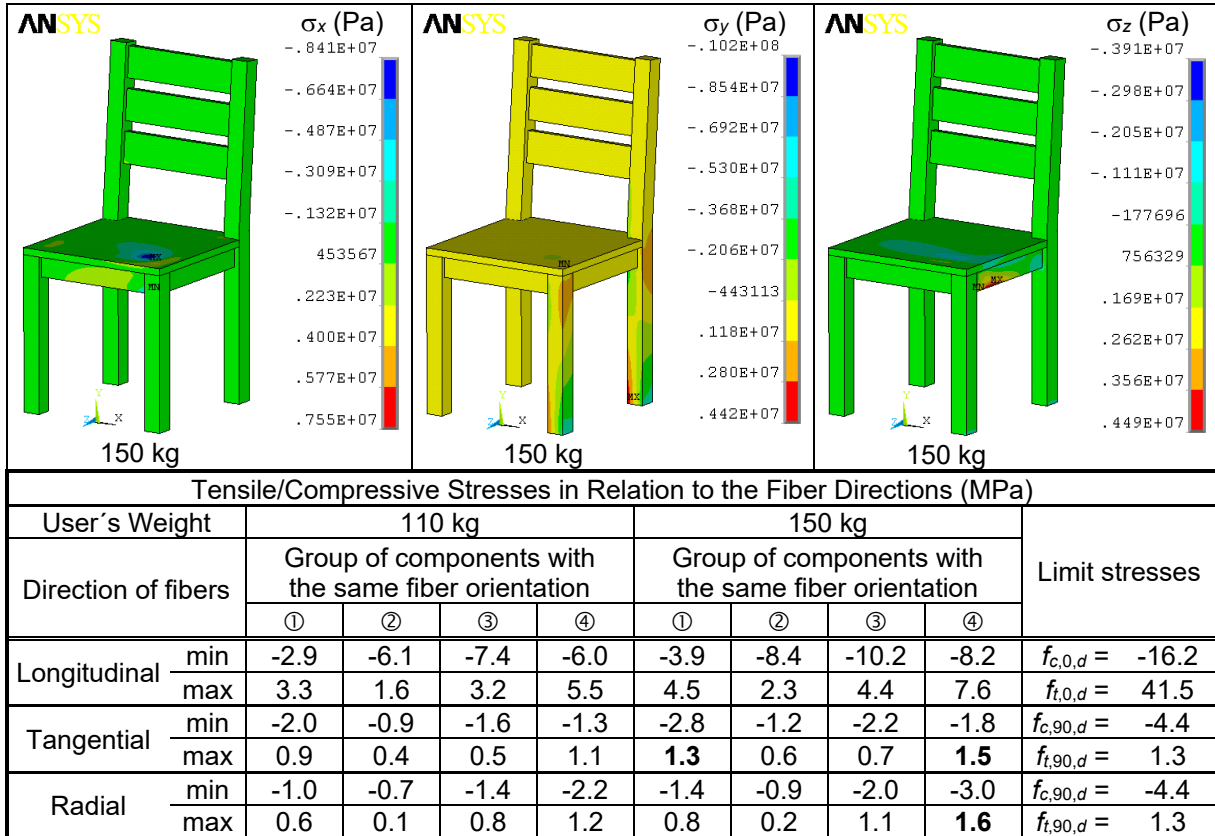 ANSYS
σx (Pa)
-.841E+07
-.664E+07
-.487E+07
-.309E+07
-.132E+07
453567
.223E+07
.400E+07
.577E+07
.755E+07
MX
MN
Y
Z X
150 kg
ANSYS
σy (Pa)
-.102E+08
-.854E+07
-.692E+07
-.530E+07
-.368E+07
-.206E+07
-443113
.118E+07
.280E+07
.442E+07
MN
MX
Y
Z X
150 kg
ANSYS
σz (Pa)
-.391E+07
-.298E+07
-.205E+07
-.111E+07
-177696
756329
.169E+07
.262E+07
.356E+07
.449E+07
MN MX
Y
Z X
150 kg
Tensile/Compressive Stresses in Relation to the Fiber Directions (MPa)
User´s Weight 110 kg 150 kg Limit stresses
Direction of fibers Group of components with the same fiber orientation Group of components with the same fiber orientation
① ② ③ ④ ① ② ③ ④
Longitudinal min -2.9 -6.1 -7.4 -6.0 -3.9 -8.4 -10.2 -8.2 fc,0,d = -16.2
max 3.3 1.6 3.2 5.5 4.5 2.3 4.4 7.6 ft,0,d = 41.5
Tangential min -2.0 -0.9 -1.6 -1.3 -2.8 -1.2 -2.2 -1.8 fc,90,d = -4.4
max 0.9 0.4 0.5 1.1 1.3 0.6 0.7 1.5 ft,90,d = 1.3
Radial min -1.0 -0.7 -1.4 -2.2 -1.4 -0.9 -2.0 -3.0 fc,90,d = -4.4
max 0.6 0.1 0.8 1.2 0.8 0.2 1.1 1.6 ft,90,d = 1.3